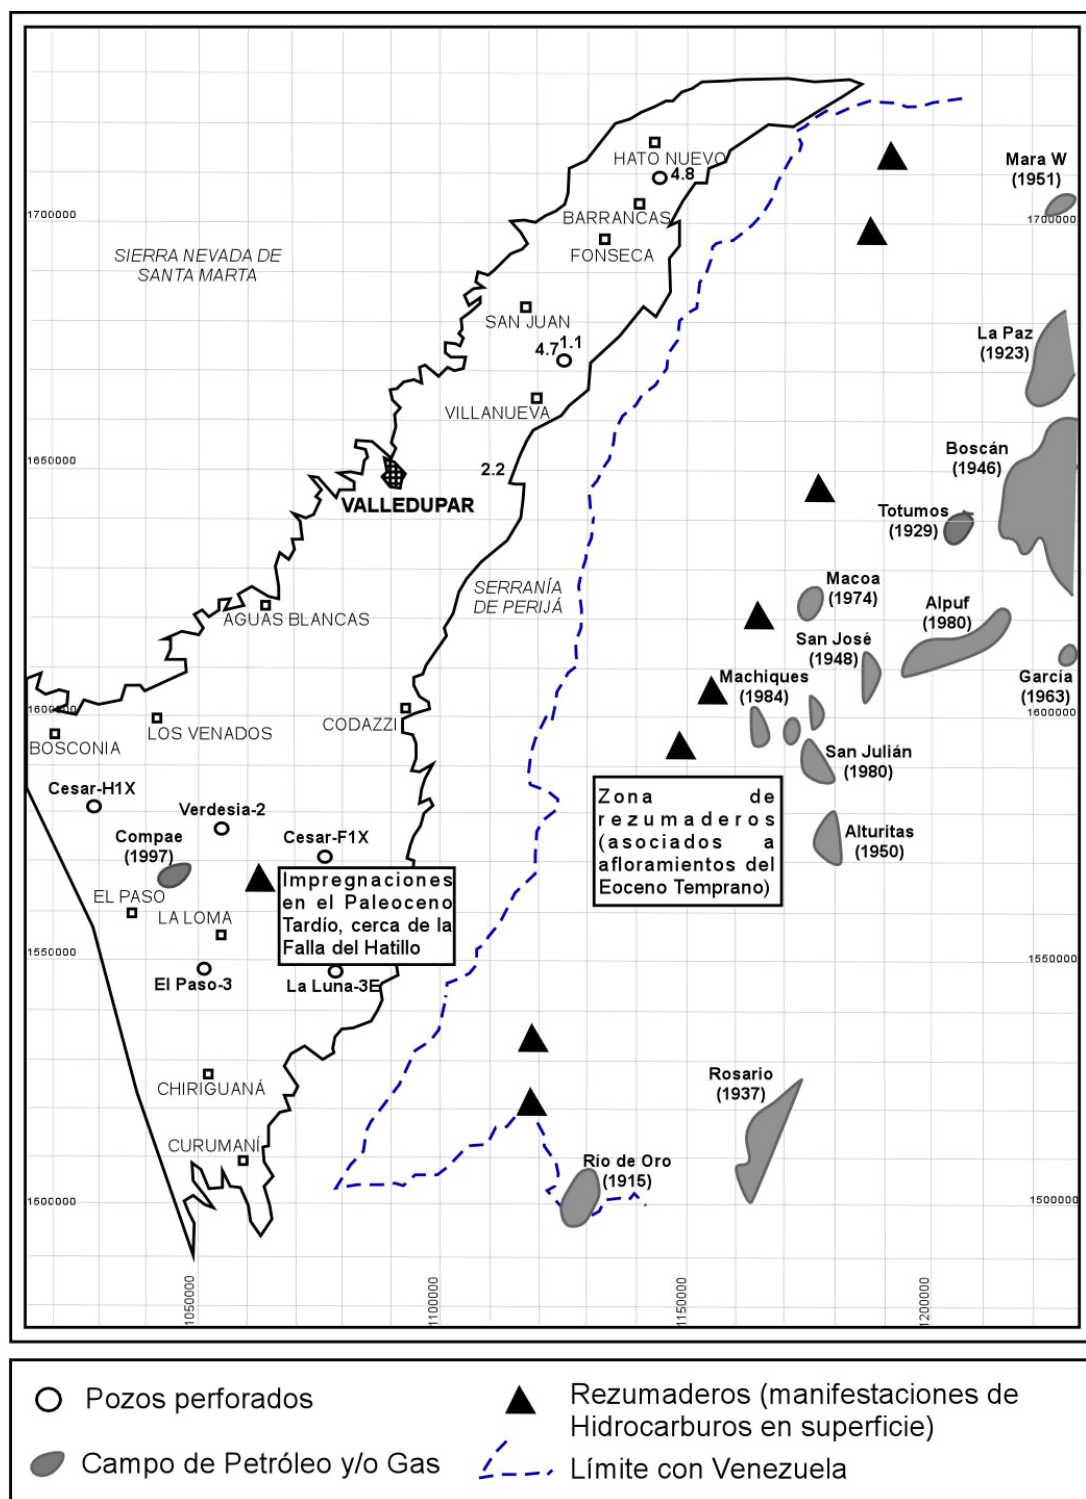 HATO NUEVO
4.8
Mara W
(1951)
BARRANCAS
1700000
1700000
FONSECA
SIERRA NEVADA DE
SANTA MARTA
SAN JUAN
La Paz
(1923)
4.7
1.1
VILLANUEVA
1650000
2.2
Boscán
(1946)
VALLEDUPAR
Totumos
(1929)
SERRANÍA
DE PERIJÁ
Macoa
(1974)
Alpuf
(1980)
AGUAS BLANCAS
San José
(1948)
Machiques
(1984)
García
(1963)
1600000
1600000
CODAZZI
LOS VENADOS
BOSCONIA
San Julián
(1980)
Cesar-H1X
Verdesia-2
Zona de
rezumaderos
(asociados a
afloramientos del
Eoceno Temprano)
Alturitas
(1950)
Compae
(1997)
Cesar-F1X
Impregnaciones
en el Paleoceno
Tardío, cerca de la
Falla del Hatillo
EL PASO
LA LOMA
1550000
1550000
El Paso-3
La Luna-3E
CHIRIGUANÁ
Rosario
(1937)
CURUMANÍ
Río de Oro
(1915)
1500000
1500000
1050000
1100000
1150000
1200000
Pozos perforados
Rezumaderos (manifestaciones de
Hidrocarburos en superficie)
Campo de Petróleo y/o Gas
Límite con Venezuela